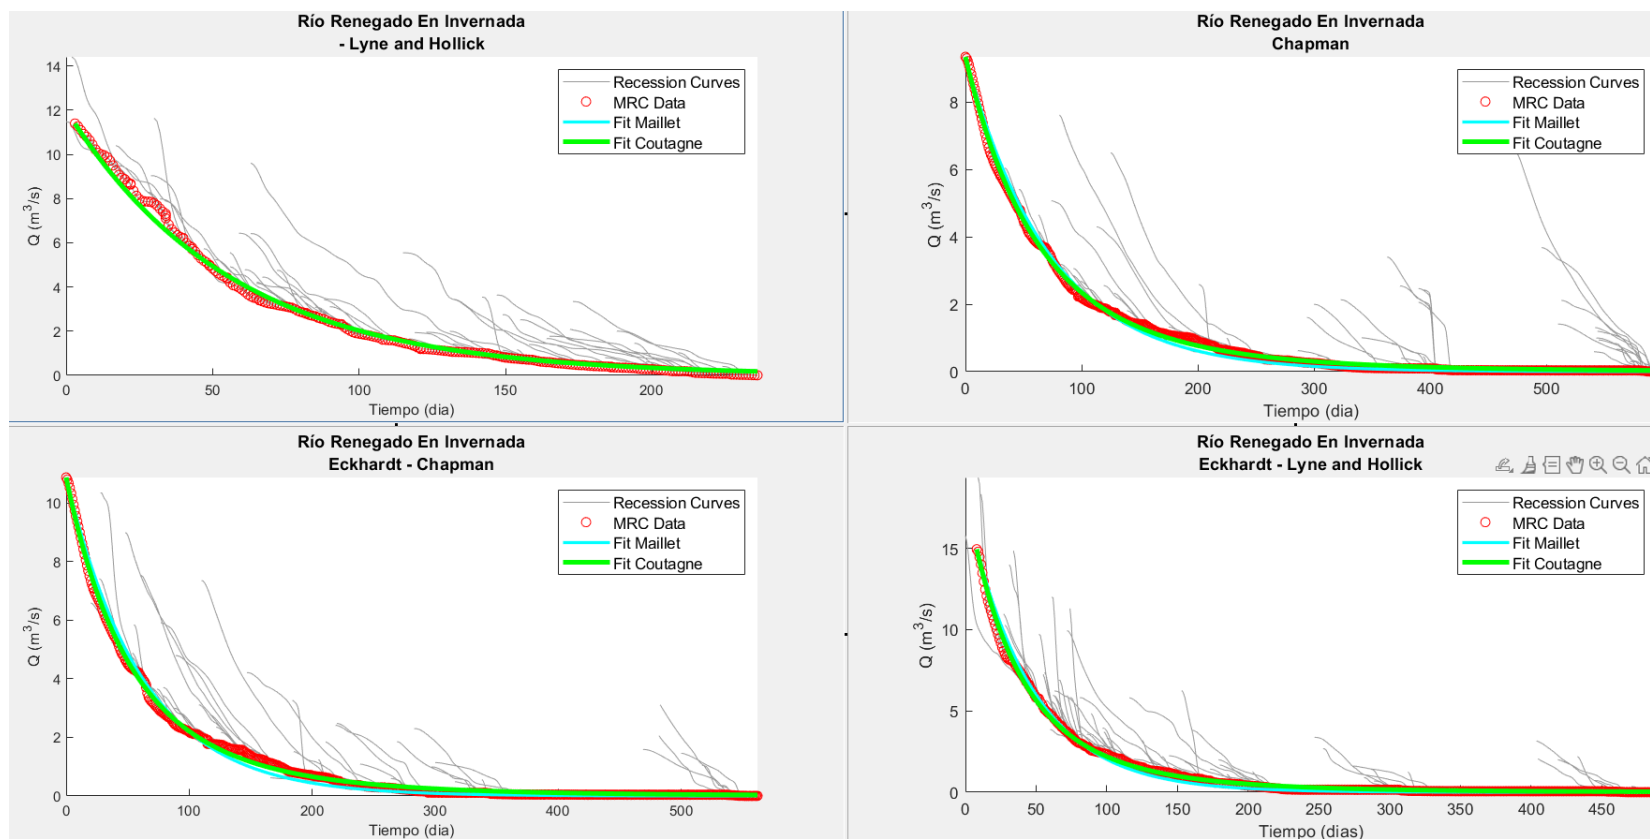 Río Renegado En Invernada
- Lyne and Hollick
14
12
10
8
6
4
2
0
Q (m³/s)
0 50 100 150 200
Tiempo (dia)
Recession Curves
MRC Data
Fit Maillet
Fit Coutagne
Río Renegado En Invernada
Chapman
8
6
4
2
0
Q (m³/s)
0 100 200 300 400 500
Tiempo (dia)
Recession Curves
MRC Data
Fit Maillet
Fit Coutagne
Río Renegado En Invernada
Eckhardt - Chapman
10
8
6
4
2
0
Q (m³/s)
0 100 200 300 400 500
Tiempo (dia)
Recession Curves
MRC Data
Fit Maillet
Fit Coutagne
Río Renegado En Invernada
Eckhardt - Lyne and Hollick
15
10
5
0
Q (m³/s)
0 50 100 150 200 250 300 350 400 450
Tiempo (dias)
Recession Curves
MRC Data
Fit Maillet
Fit Coutagne